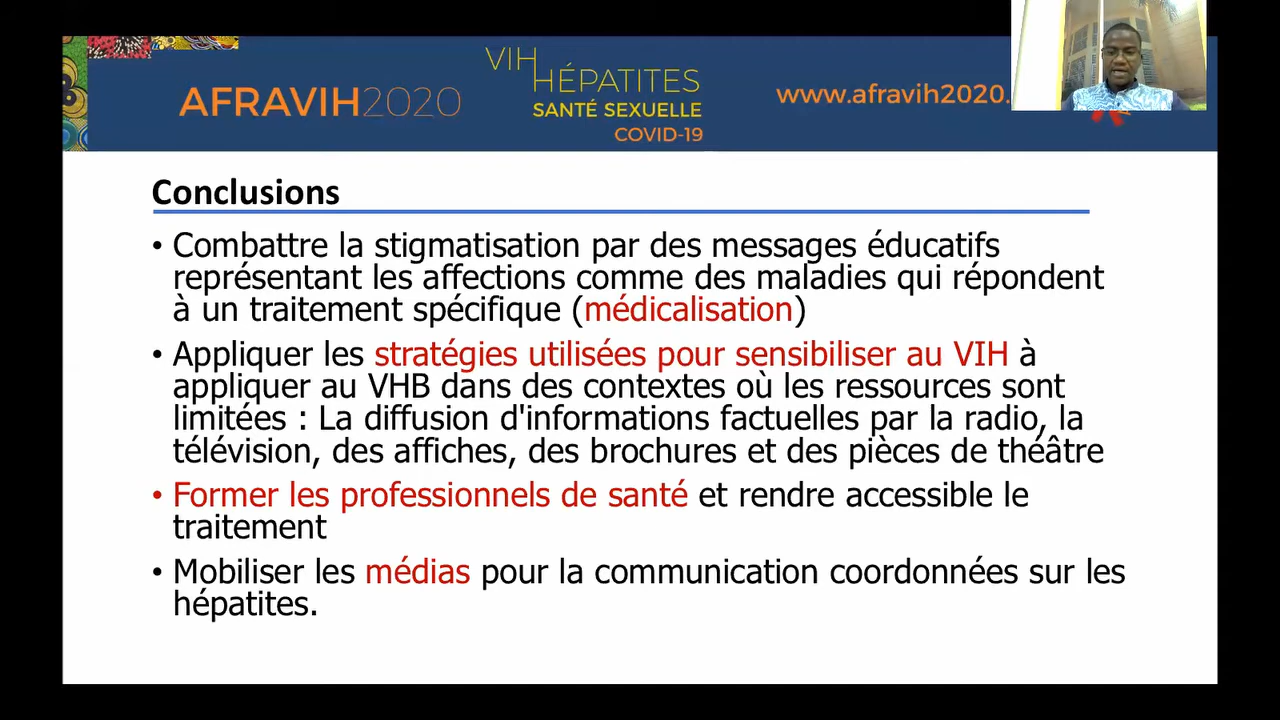 AFRAVIH2020
VIH
HÉPATITES
SANTÉ SEXUELLE
COVID-19
www.afravih2020.
Conclusions
• Combattre la stigmatisation par des messages éducatifs
représentant les affections comme des maladies qui répondent
à un traitement spécifique (médicalisation)
• Appliquer les stratégies utilisées pour sensibiliser au VIH à
appliquer au VHB dans des contextes où les ressources sont
limitées : La diffusion d'informations factuelles par la radio, la
télévision, des affiches, des brochures et des pièces de théâtre
• Former les professionnels de santé et rendre accessible le
traitement
• Mobiliser les médias pour la communication coordonnées sur les
hépatites.